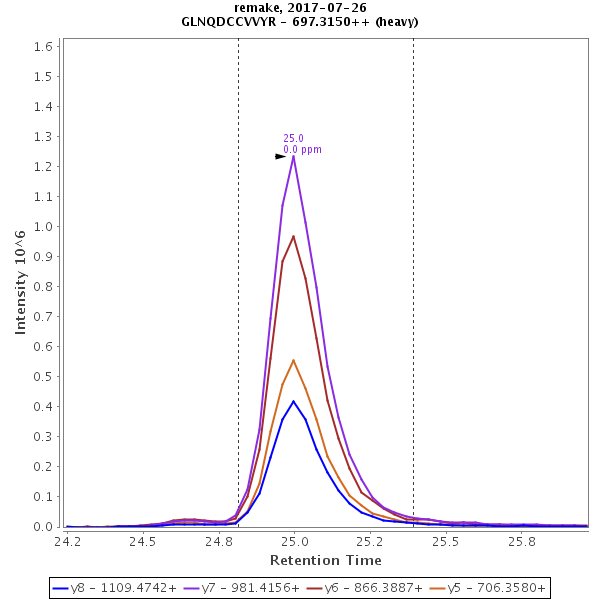 remake, 2017-07-26
GLNQDCCVVYR - 697.3150++ (heavy)
1.6
1.5
1.4
1.3
1.2
1.1
1.0
0.9
0.8
0.7
0.6
0.5
0.4
0.3
0.2
0.1
0.0
Intensity 10^6
25.0
0.0 ppm
24.2 24.5 24.8 25.0 25.2 25.5 25.8
Retention Time
y8 - 1109.4742+ y7 - 981.4156+ y6 - 866.3887+ y5 - 706.3580+